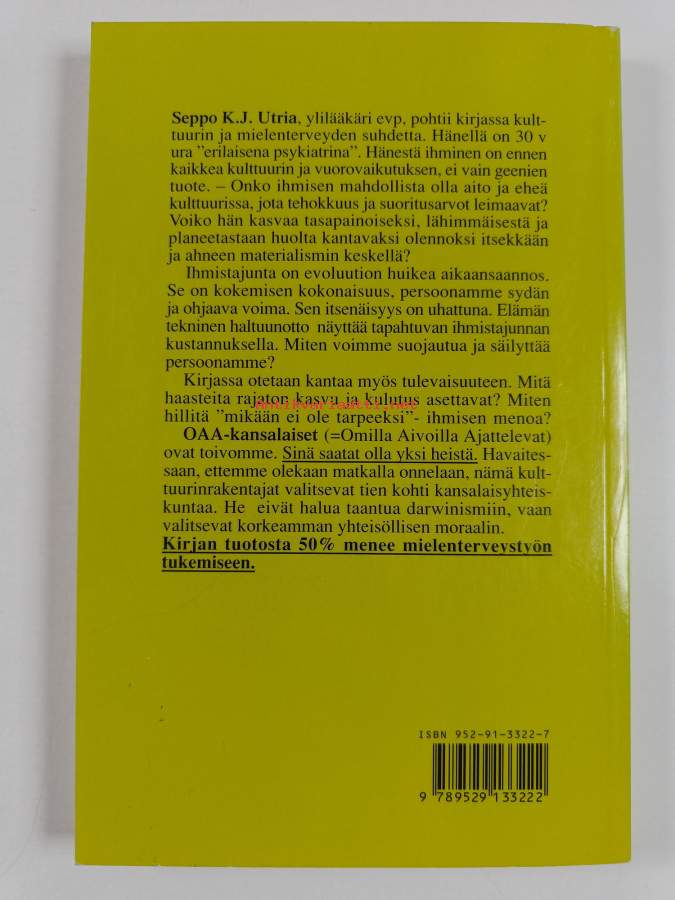 Seppo K.J. Utria, ylilääkäri evp, pohtii kirjassa kult-
tuurin ja mielenterveyden suhdetta. Hänellä on 30 v
ura "erilaisena psykiatrina". Hänestä ihminen on ennen
kaikkea kulttuurin ja vuorovaikutuksen, ei vain geenien
tuote. – Onko ihmisen mahdollista olla aito ja eheä
kulttuurissa, jota tehokkuus ja suoritusarvot leimaavat?
Voiko hän kasvaa tasapainoiseksi, lähimmäisestä ja
planeetastaan huolta kantavaksi olennoksi itsekkään
ja ahneen materialismin keskellä?
Ihmistajunta on evoluution huikea aikaansaannos.
Se on kokemisen kokonaisuus, persoonamme sydän
ja ohjaava voima. Sen itsenäisyys on uhattuna. Elämän
tekninen haltuunotto näyttää tapahtuvan ihmistajunnan
kustannuksella. Miten voimme suojautua ja säilyttää
persoonamme?
Kirjassa otetaan kantaa myös tulevaisuuteen. Mitä
haasteita rajaton kasvu ja kulutus asettavat? Miten
Antikvariaatti.net
hillitä "mikään ei ole tarpeeksi"- ihmisen menoa?
OAA-kansalaiset (=Omilla Aivoilla Ajattelevat)
ovat toivomme. Sinä saatat olla yksi heistä. Havaites-
saan, ettemme olekaan matkalla onnelaan, nämä kult-
tuurinrakentajat valitsevat tien kohti kansalaisyhteis-
kuntaa. He eivät halua taantua darwinismiin, vaan
valitsevat korkeamman yhteisöllisen moraalin.
Kirjan tuotosta 50% menee mielenterveystyön
tukemiseen.
ISBN 952-91-3322-7
9 789529 133222